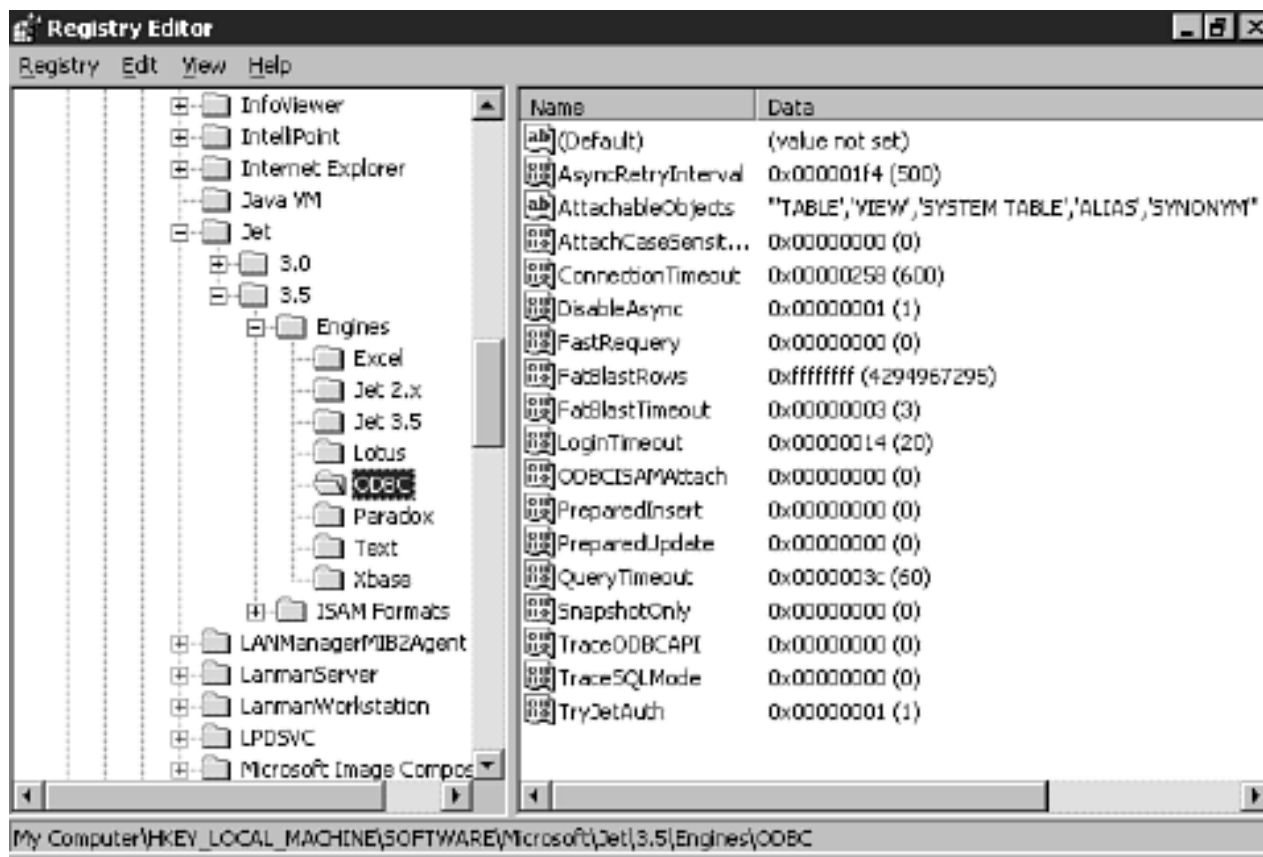 Registry Editor
Registry Edit View Help
InfoViewer
IntelliPoint
Internet Explorer
Java VM
Jet
3.0
3.5
Engines
Excel
Jet 2.x
Jet 3.5
Lotus
ODBC
Paradox
Text
Xbase
ISAM Formats
LANManagerMIB2Agent
LanmanServer
LanmanWorkstation
LPDSVC
Microsoft Image Compos
Name Data
(Default) (value not set)
AsyncRetryInterval 0x000001f4 (500)
AttachableObjects "'TABLE','VIEW','SYSTEM TABLE','ALIAS','SYNONYM'"
AttachCaseSensit... 0x00000000 (0)
ConnectionTimeout 0x00000258 (600)
DisableAsync 0x00000001 (1)
FastRequery 0x00000000 (0)
FatBlastRows 0xffffffff (4294967295)
FatBlastTimeout 0x00000003 (3)
LoginTimeout 0x00000014 (20)
ODBCISAMAttach 0x00000000 (0)
PreparedInsert 0x00000000 (0)
PreparedUpdate 0x00000000 (0)
QueryTimeout 0x0000003c (60)
SnapshotOnly 0x00000000 (0)
TraceODBCAPI 0x00000000 (0)
TraceSQLMode 0x00000000 (0)
TryJetAuth 0x00000001 (1)
My Computer\HKEY_LOCAL_MACHINE\SOFTWARE\Microsoft\Jet\3.5\Engines\ODBC